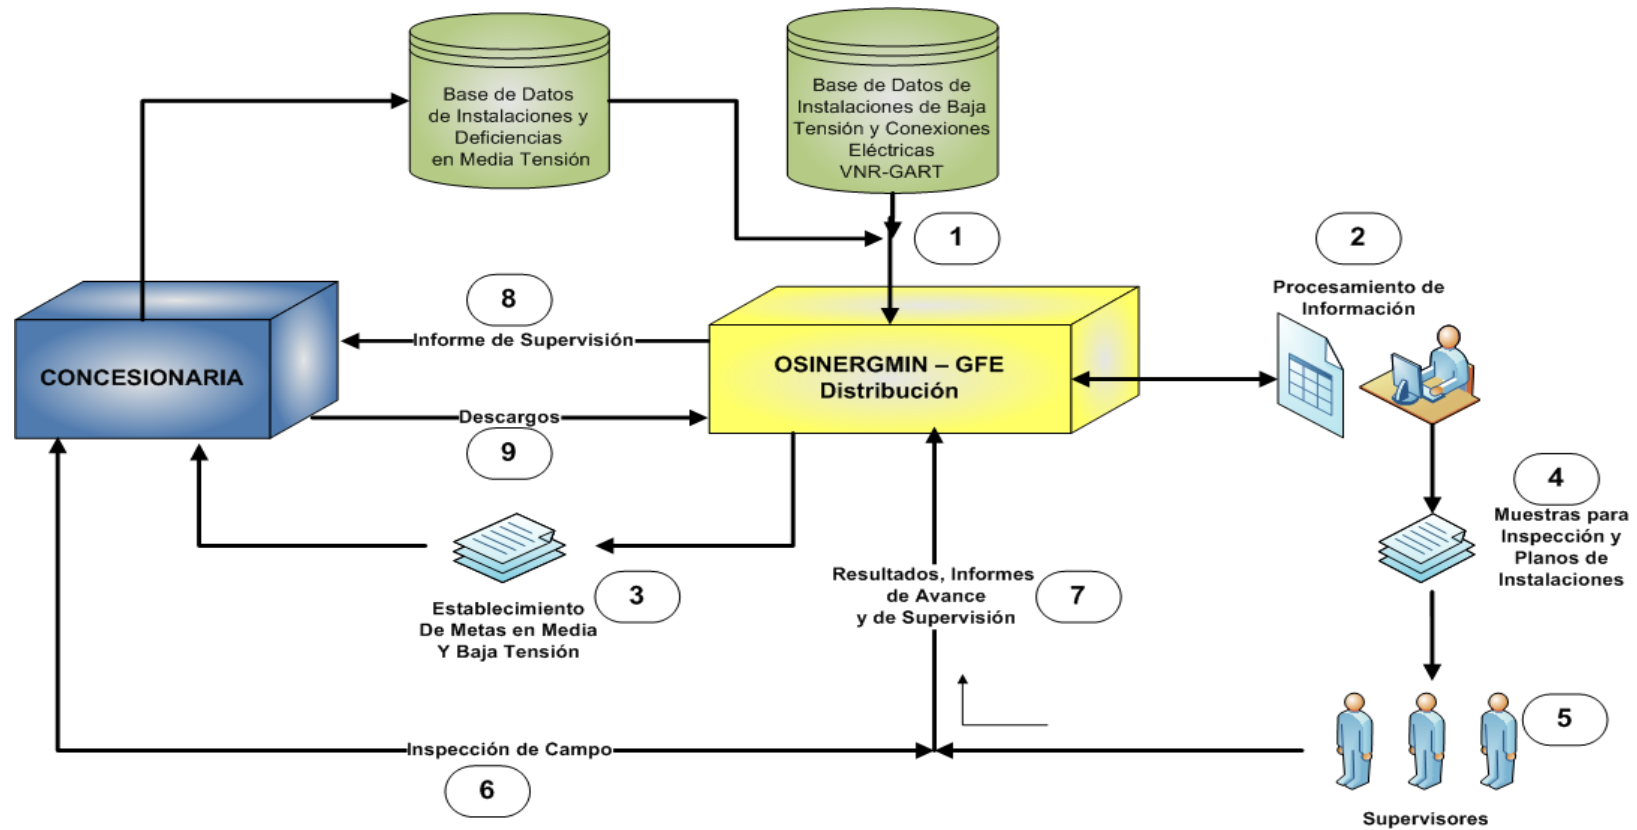 Base de Datos
de Instalaciones y
Deficiencias
en Media Tensión
Base de Datos de
Instalaciones de Baja
Tensión y Conexiones
Eléctricas
VNR-GART
1
2
Procesamiento de
Información
8
Informe de Supervisión
CONCESIONARIA
OSINERGMIN – GFE
Distribución
Descargos
9
4
Muestras para
Inspección y
Planos de
Instalaciones
3
Establecimiento
De Metas en Media
Y Baja Tensión
Resultados, Informes
de Avance
y de Supervisión
7
5
Supervisores
Inspección de Campo
6